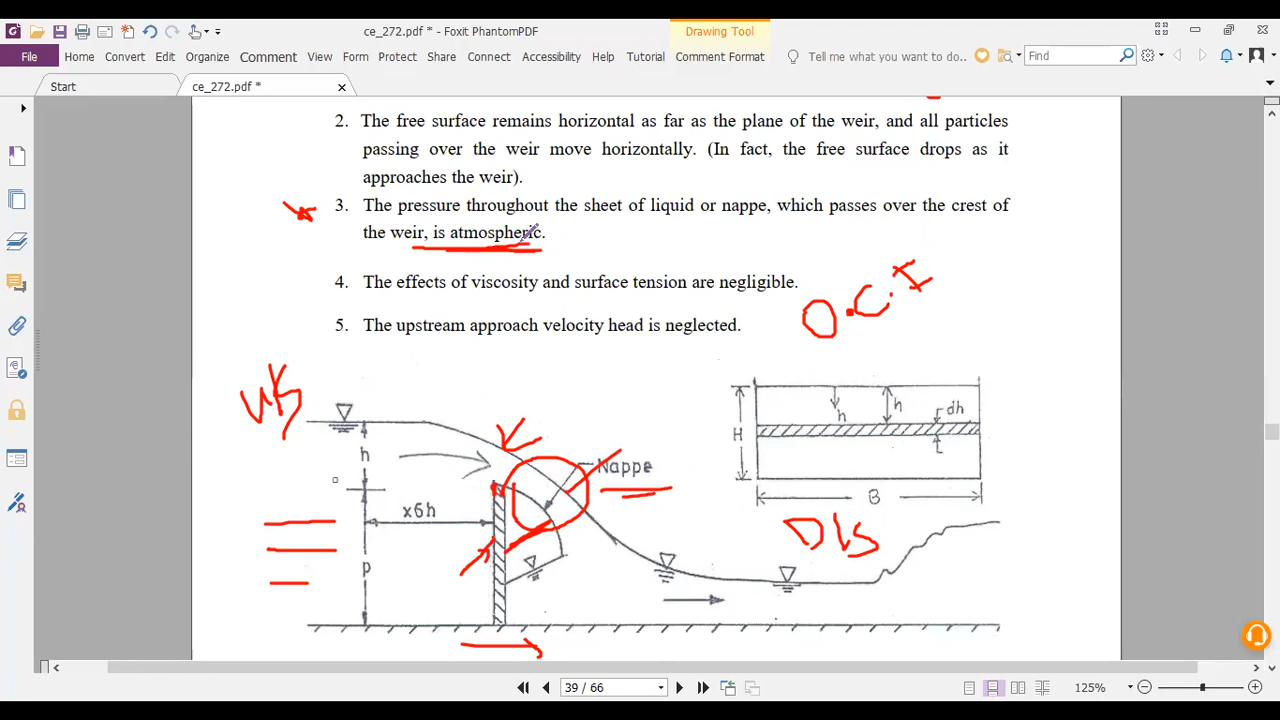 ce_272.pdf * - Foxit PhantomPDF
Drawing Tool
File Home Convert Edit Organize Comment View Form Protect Share Connect Accessibility Help Tutorial Comment Format Tell me what you want to do.. Find
Start ce_272.pdf *
2. The free surface remains horizontal as far as the plane of the weir, and all particles
passing over the weir move horizontally. (In fact, the free surface drops as it
approaches the weir).
3. The pressure throughout the sheet of liquid or nappe, which passes over the crest of
the weir, is atmospheric.
4. The effects of viscosity and surface tension are negligible.
O.C.I
5. The upstream approach velocity head is neglected.
h
Nappe
x6h
P
H
h
h
dh
t
B
D/S
39 / 66
125%